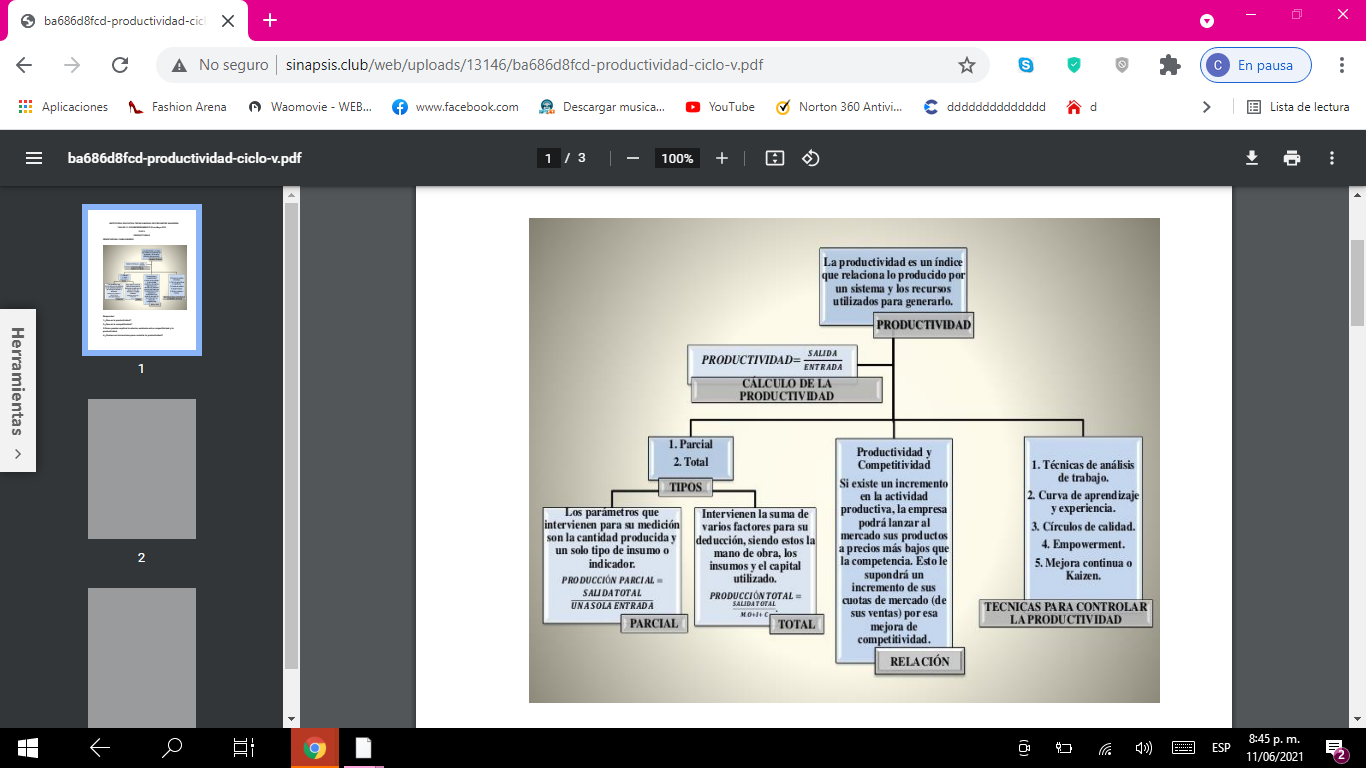 ba686d8fcd-productividad-cicl
No seguro
sinapsis.club/web/uploads/13146/ba686d8fcd-productividad-ciclo-v.pdf
C
En pausa
Aplicaciones
Fashion Arena
Waomovie - WEB...
www.facebook.com
Descargar musica...
YouTube
Norton 360 Antivi...
dddddddddddddd
d
Lista de lectura
ba686d8fcd-productividad-ciclo-v.pdf
1 / 3
100%
Herramientas
1
2
La productividad es un índice
que relaciona lo producido por
un sistema y los recursos
utilizados para generarlo.
PRODUCTIVIDAD
PRODUCTIVIDAD= SALIDA
ENTRADA
CÁLCULO DE LA
PRODUCTIVIDAD
1. Parcial
2. Total
TIPOS
Los parámetros que
intervienen para su medición
son la cantidad producida y
un solo tipo de insumo o
indicador.
PRODUCCIÓN PARCIAL =
SALIDA TOTAL
UNA SOLA ENTRADA
PARCIAL
Intervienen la suma de
varios factores para su
deducción, siendo estos la
mano de obra, los
insumos y el capital
utilizado.
PRODUCCIÓN TOTAL =
SALIDA TOTAL
M.O+I+ C
TOTAL
Productividad y
Competitividad
Si existe un incremento
en la actividad
productiva, la empresa
podrá lanzar al
mercado sus productos
a precios más bajos que
la competencia. Esto le
supondrá un
incremento de sus
cuotas de mercado (de
sus ventas) por esa
mejora de
competitividad.
RELACIÓN
1. Técnicas de análisis
de trabajo.
2. Curva de aprendizaje
y experiencia.
3. Círculos de calidad.
4. Empowerment.
5. Mejora continua o
Kaizen.
TECNICAS PARA CONTROLAR
LA PRODUCTIVIDAD
ESP
8:45 p. m.
11/06/2021
2